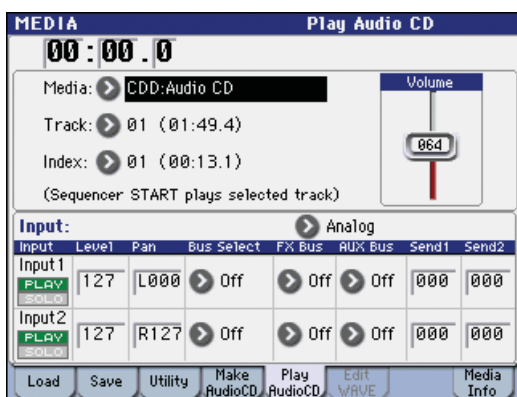 MEDIA Play Audio CD
00:00.0
Media: CDD:Audio CD
Volume
Track: 01 (01:49.4)
064
Index: 01 (00:13.1)
(Sequencer START plays selected track)
Input: Analog
Input Level Pan Bus Select FX Bus AUX Bus Send1 Send2
Input1
PLAY 127 L000 Off Off Off 000 000
SOLO
Input2
PLAY 127 R127 Off Off Off 000 000
SOLO
Load Save Utility Make AudioCD Play AudioCD Edit WAVE Media Info